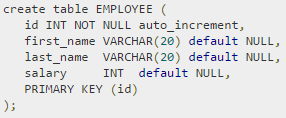 create table EMPLOYEE (
   id INT NOT NULL auto_increment,
   first_name VARCHAR(20) default NULL,
   last_name  VARCHAR(20) default NULL,
   salary     INT  default NULL,
   PRIMARY KEY (id)
);